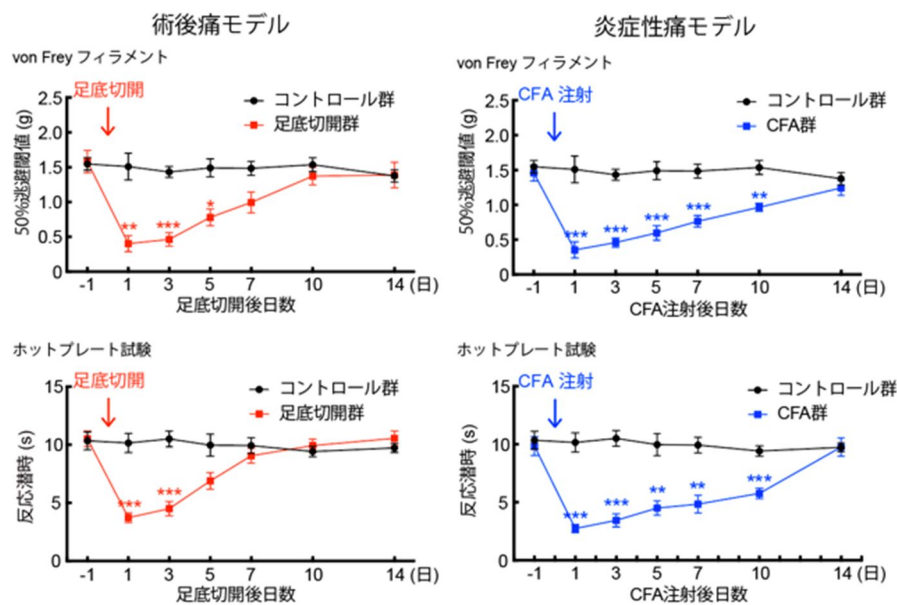 術後痛モデル
von Frey フィラメント
足底切開
コントロール群
足底切開群
50%逃避閾値 (g)
2.5
2.0
1.5
1.0
0.5
0
** *** *
-1 1 3 5 7 10 14 (日)
足底切開後日数
炎症性痛モデル
von Frey フィラメント
CFA 注射
コントロール群
CFA群
50%逃避閾値 (g)
2.5
2.0
1.5
1.0
0.5
0
*** *** *** *** **
-1 1 3 5 7 10 14 (日)
CFA注射後日数
ホットプレート試験
足底切開
コントロール群
足底切開群
反応潜時 (s)
15
10
5
0
*** ***
-1 1 3 5 7 10 14 (日)
足底切開後日数
ホットプレート試験
CFA 注射
コントロール群
CFA群
反応潜時 (s)
15
10
5
0
*** *** ** ** ***
-1 1 3 5 7 10 14 (日)
CFA注射後日数